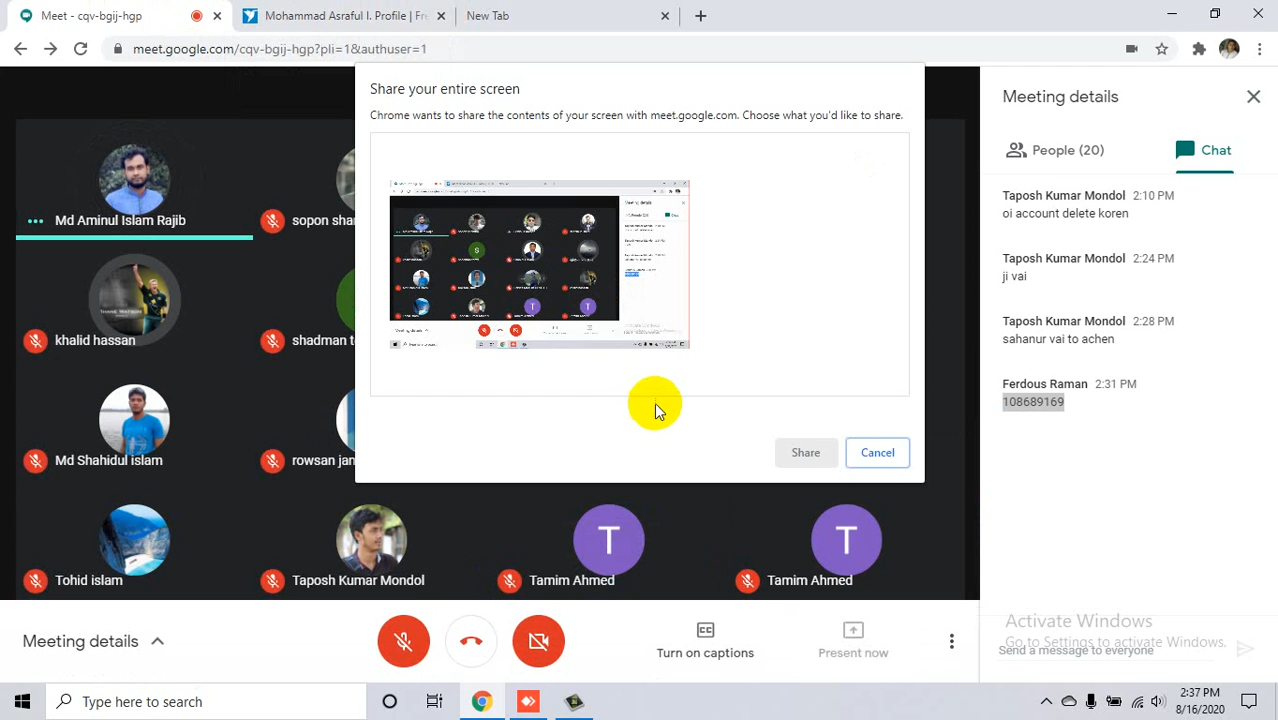 Meet - cqv-bgij-hgp
Mohammad Asraful I. Profile | Fre
New Tab
meet.google.com/cqv-bgij-hgp?pli=1&authuser=1
Share your entire screen
Chrome wants to share the contents of your screen with meet.google.com. Choose what you'd like to share.
Share
Cancel
Md Aminul Islam Rajib
sopon shar
khalid hassan
shadman t
Md Shahidul islam
rowsan jan
Tohid islam
Taposh Kumar Mondol
T
Tamim Ahmed
T
Tamim Ahmed
Meeting details
People (20)
Chat
Taposh Kumar Mondol 2:10 PM
oi account delete koren
Taposh Kumar Mondol 2:24 PM
ji vai
Taposh Kumar Mondol 2:28 PM
sahanur vai to achen
Ferdous Raman 2:31 PM
108689169
Activate Windows
Go to Settings to activate Windows.
Send a message to everyone
Meeting details
Turn on captions
Present now
Type here to search
2:37 PM
8/16/2020